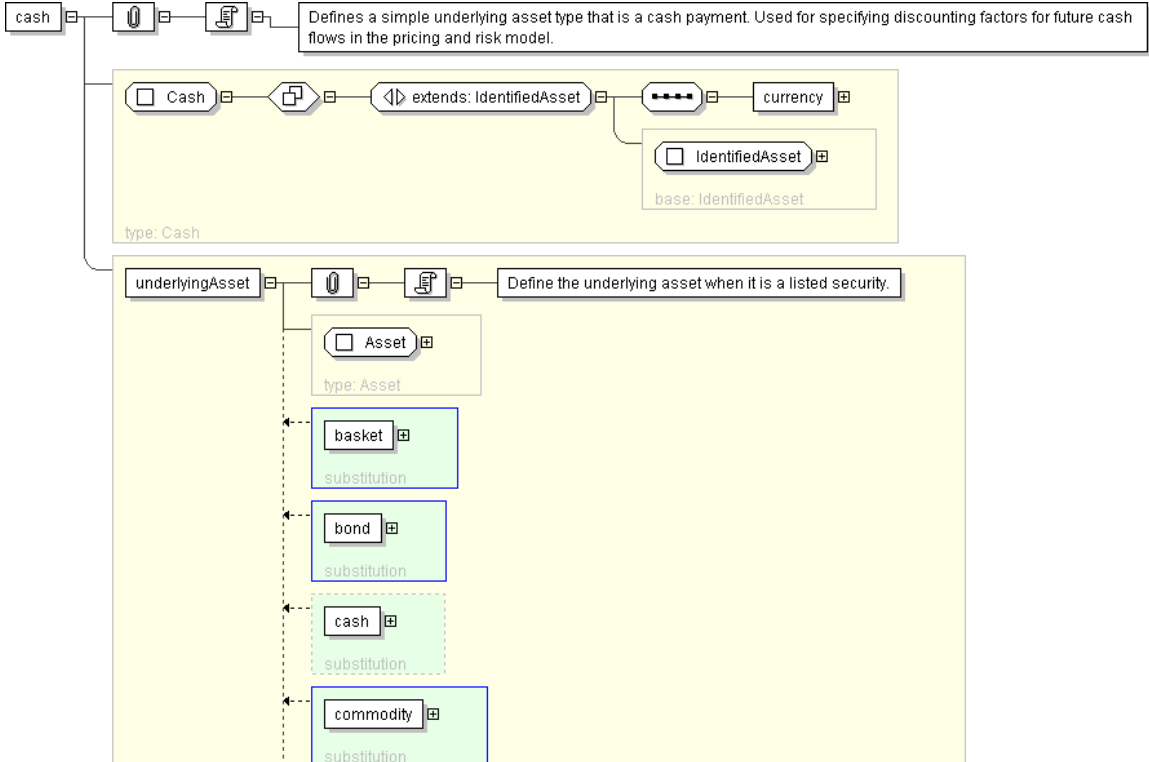 cash
Defines a simple underlying asset type that is a cash payment. Used for specifying discounting factors for future cash
flows in the pricing and risk model.
Cash
extends: IdentifiedAsset
currency
IdentifiedAsset
base: IdentifiedAsset
type: Cash
underlyingAsset
Define the underlying asset when it is a listed security.
Asset
type: Asset
basket
substitution
bond
substitution
cash
substitution
commodity
substitution